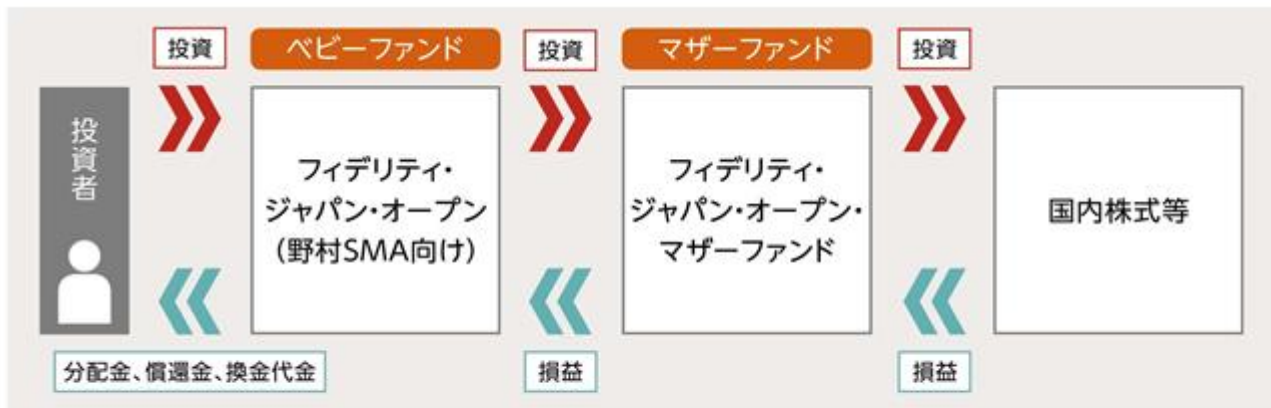 投資
ベビーファンド
投資
マザーファンド
投資
投資者
フィデリティ・
ジャパン・オープン
(野村SMA向け)
フィデリティ・
ジャパン・オープン・
マザーファンド
国内株式等
分配金、償還金、換金代金
損益
損益